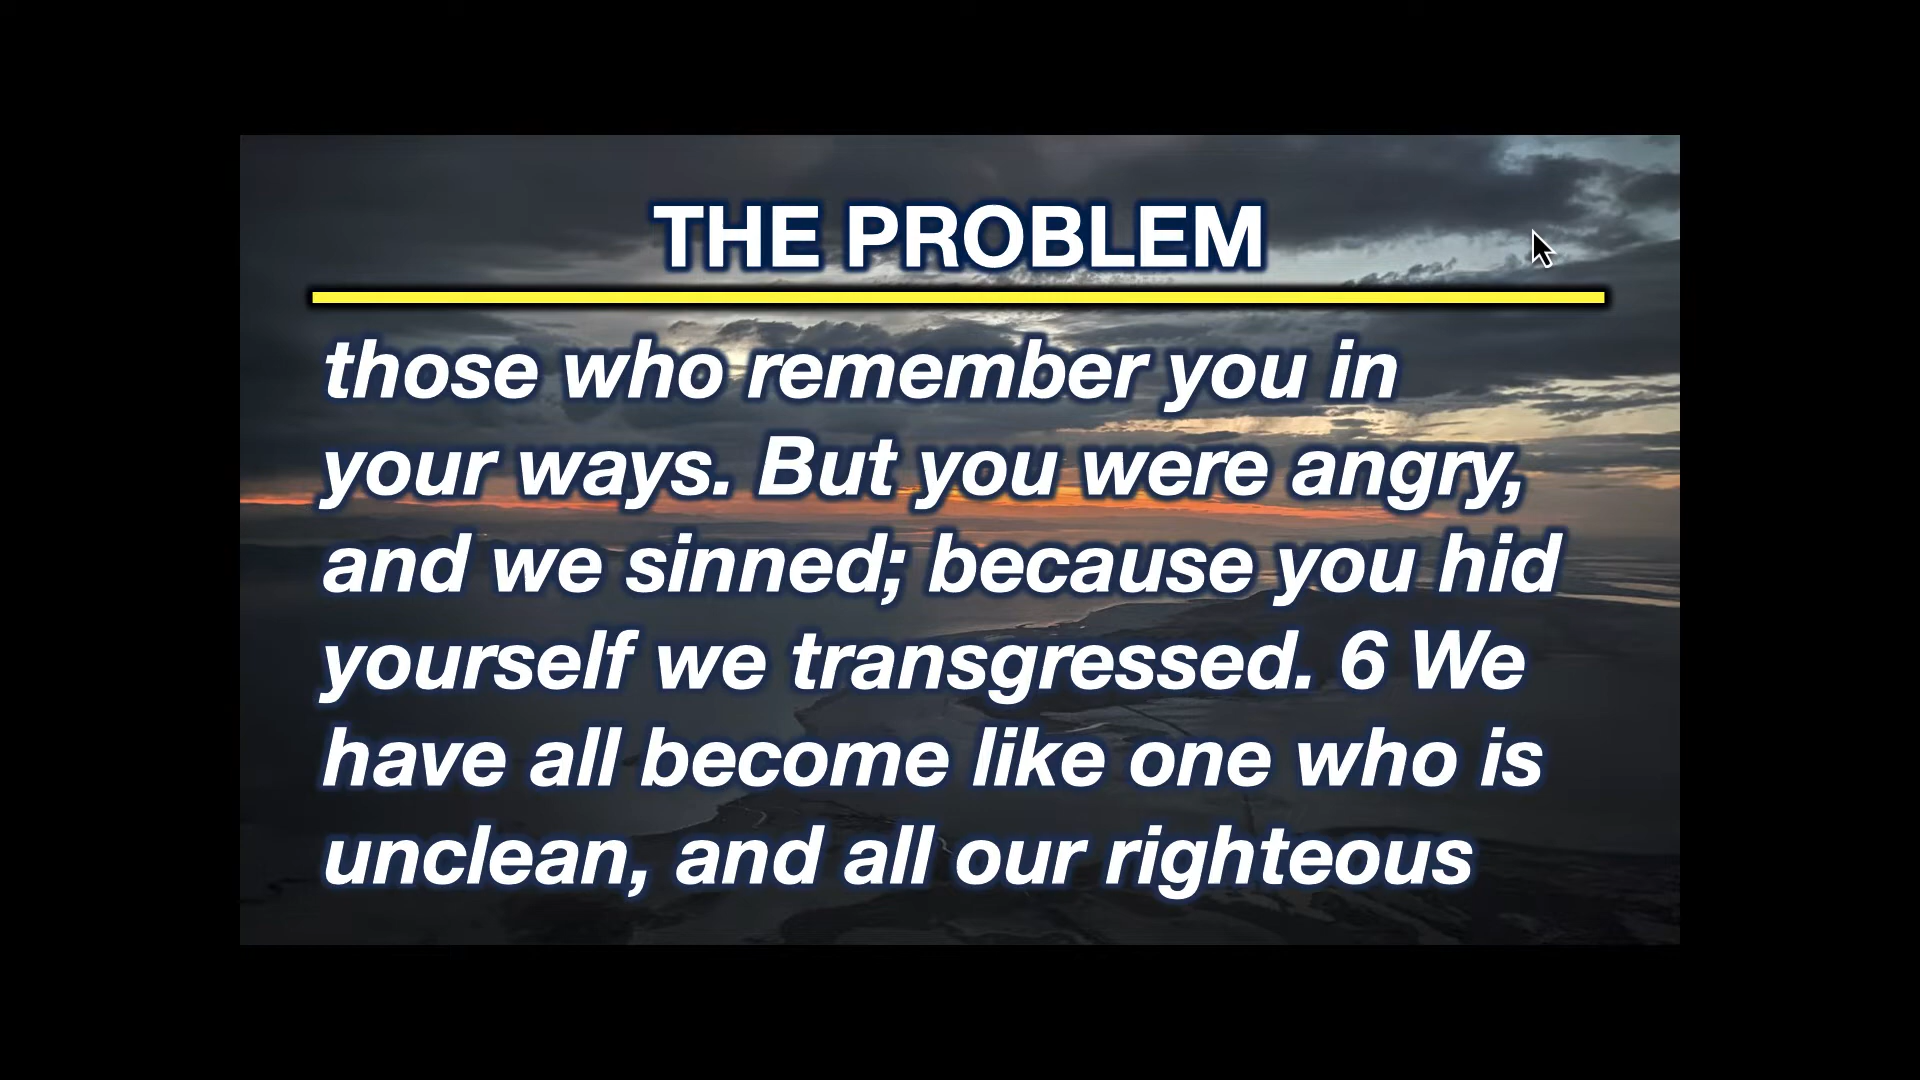 THE PROBLEM
those who remember you in
your ways. But you were angry,
and we sinned; because you hid
yourself we transgressed. 6 We
have all become like one who is
unclean, and all our righteous